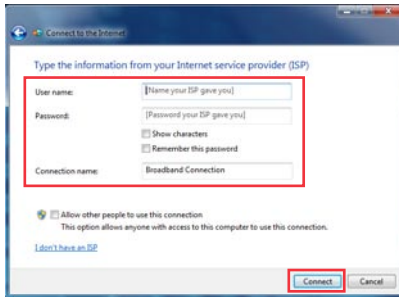 Connect to the Internet
Type the information from your Internet service provider (ISP)
User name:
[Name your ISP gave you]
Password:
[Password your ISP gave you]
Show characters
Remember this password
Connection name:
Broadband Connection
Allow other people to use this connection
This option allows anyone with access to this computer to use this connection.
I don't have an ISP
Connect
Cancel